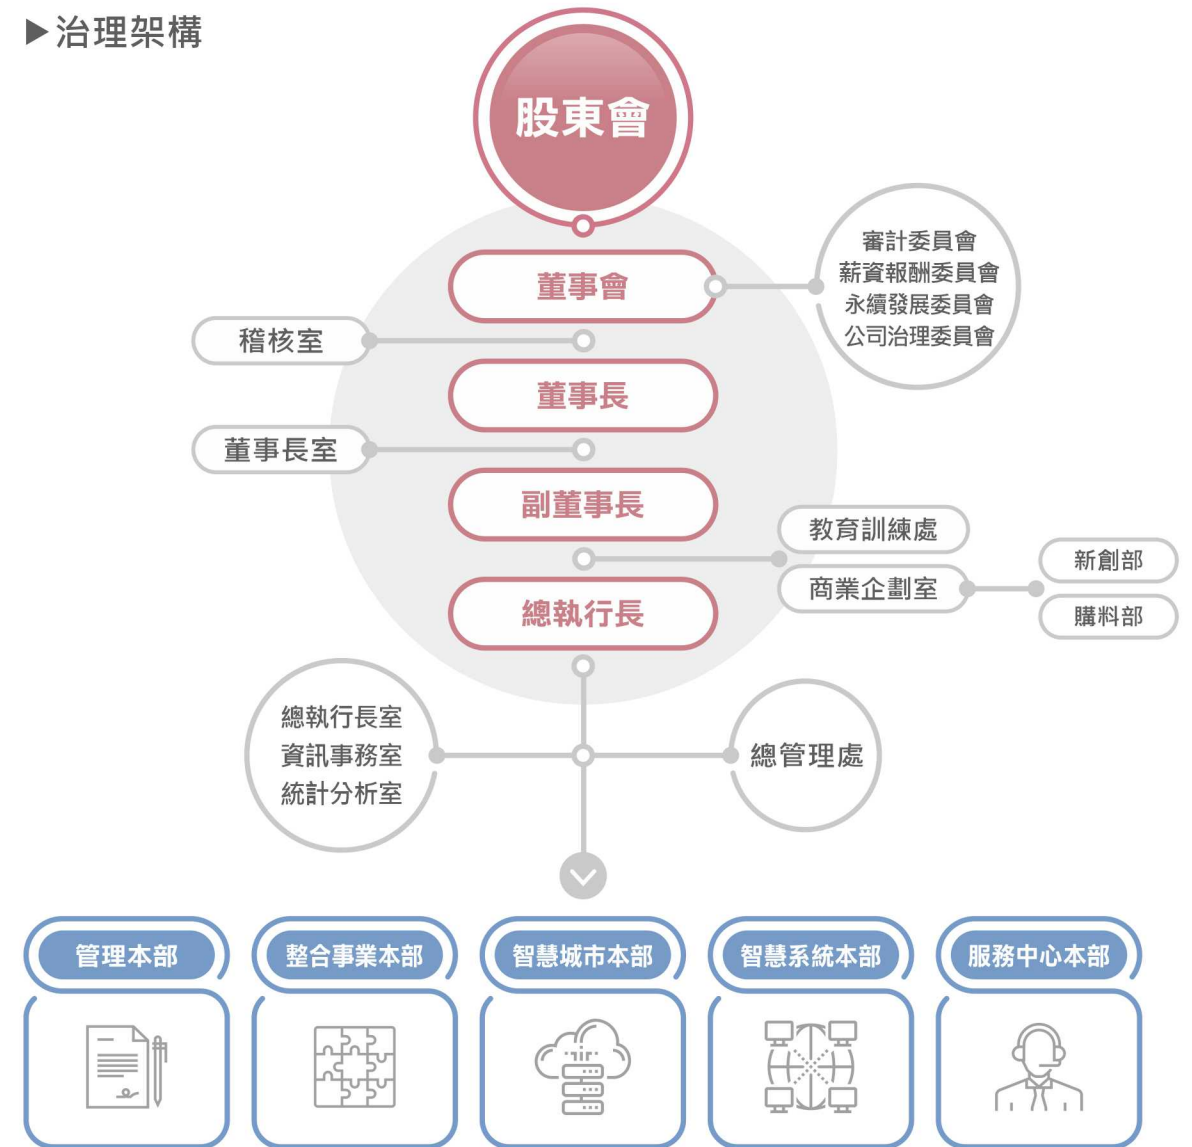 ▶治理架構
股東會
董事會
審計委員會
薪資報酬委員會
永續發展委員會
公司治理委員會
稽核室
董事長
董事長室
副董事長
教育訓練處
商業企劃室
新創部
購料部
總執行長
總執行長室
資訊事務室
統計分析室
總管理處
管理本部
整合事業本部
智慧城市本部
智慧系統本部
服務中心本部